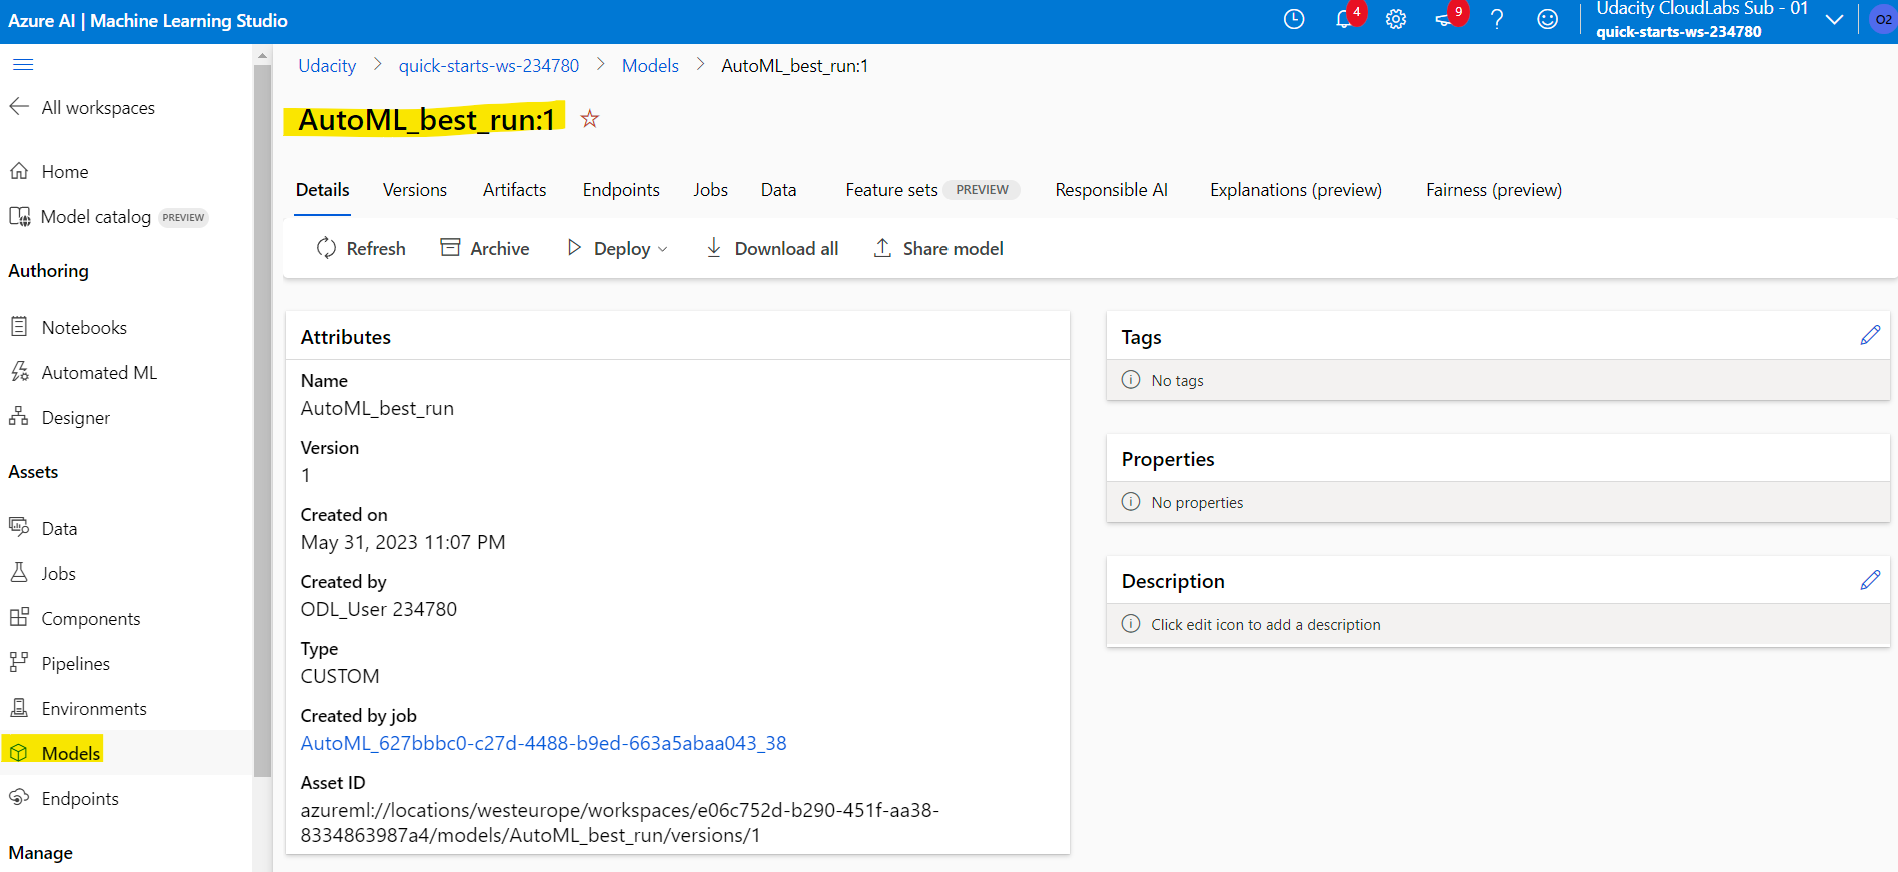 Azure AI | Machine Learning Studio
4
9
Udacity CloudLabs Sub - 01
quick-starts-ws-234780
O2
All workspaces
Home
Model catalog PREVIEW
Authoring
Notebooks
Automated ML
Designer
Assets
Data
Jobs
Components
Pipelines
Environments
Models
Endpoints
Manage
Udacity > quick-starts-ws-234780 > Models > AutoML_best_run:1
AutoML_best_run:1
Details Versions Artifacts Endpoints Jobs Data Feature sets PREVIEW Responsible AI Explanations (preview) Fairness (preview)
Refresh Archive Deploy Download all Share model
Attributes
Name
AutoML_best_run
Version
1
Created on
May 31, 2023 11:07 PM
Created by
ODL_User 234780
Type
CUSTOM
Created by job
AutoML_627bbbc0-c27d-4488-b9ed-663a5abaa043_38
Asset ID
azureml://locations/westeurope/workspaces/e06c752d-b290-451f-aa38-
8334863987a4/models/AutoML_best_run/versions/1
Tags
No tags
Properties
No properties
Description
Click edit icon to add a description